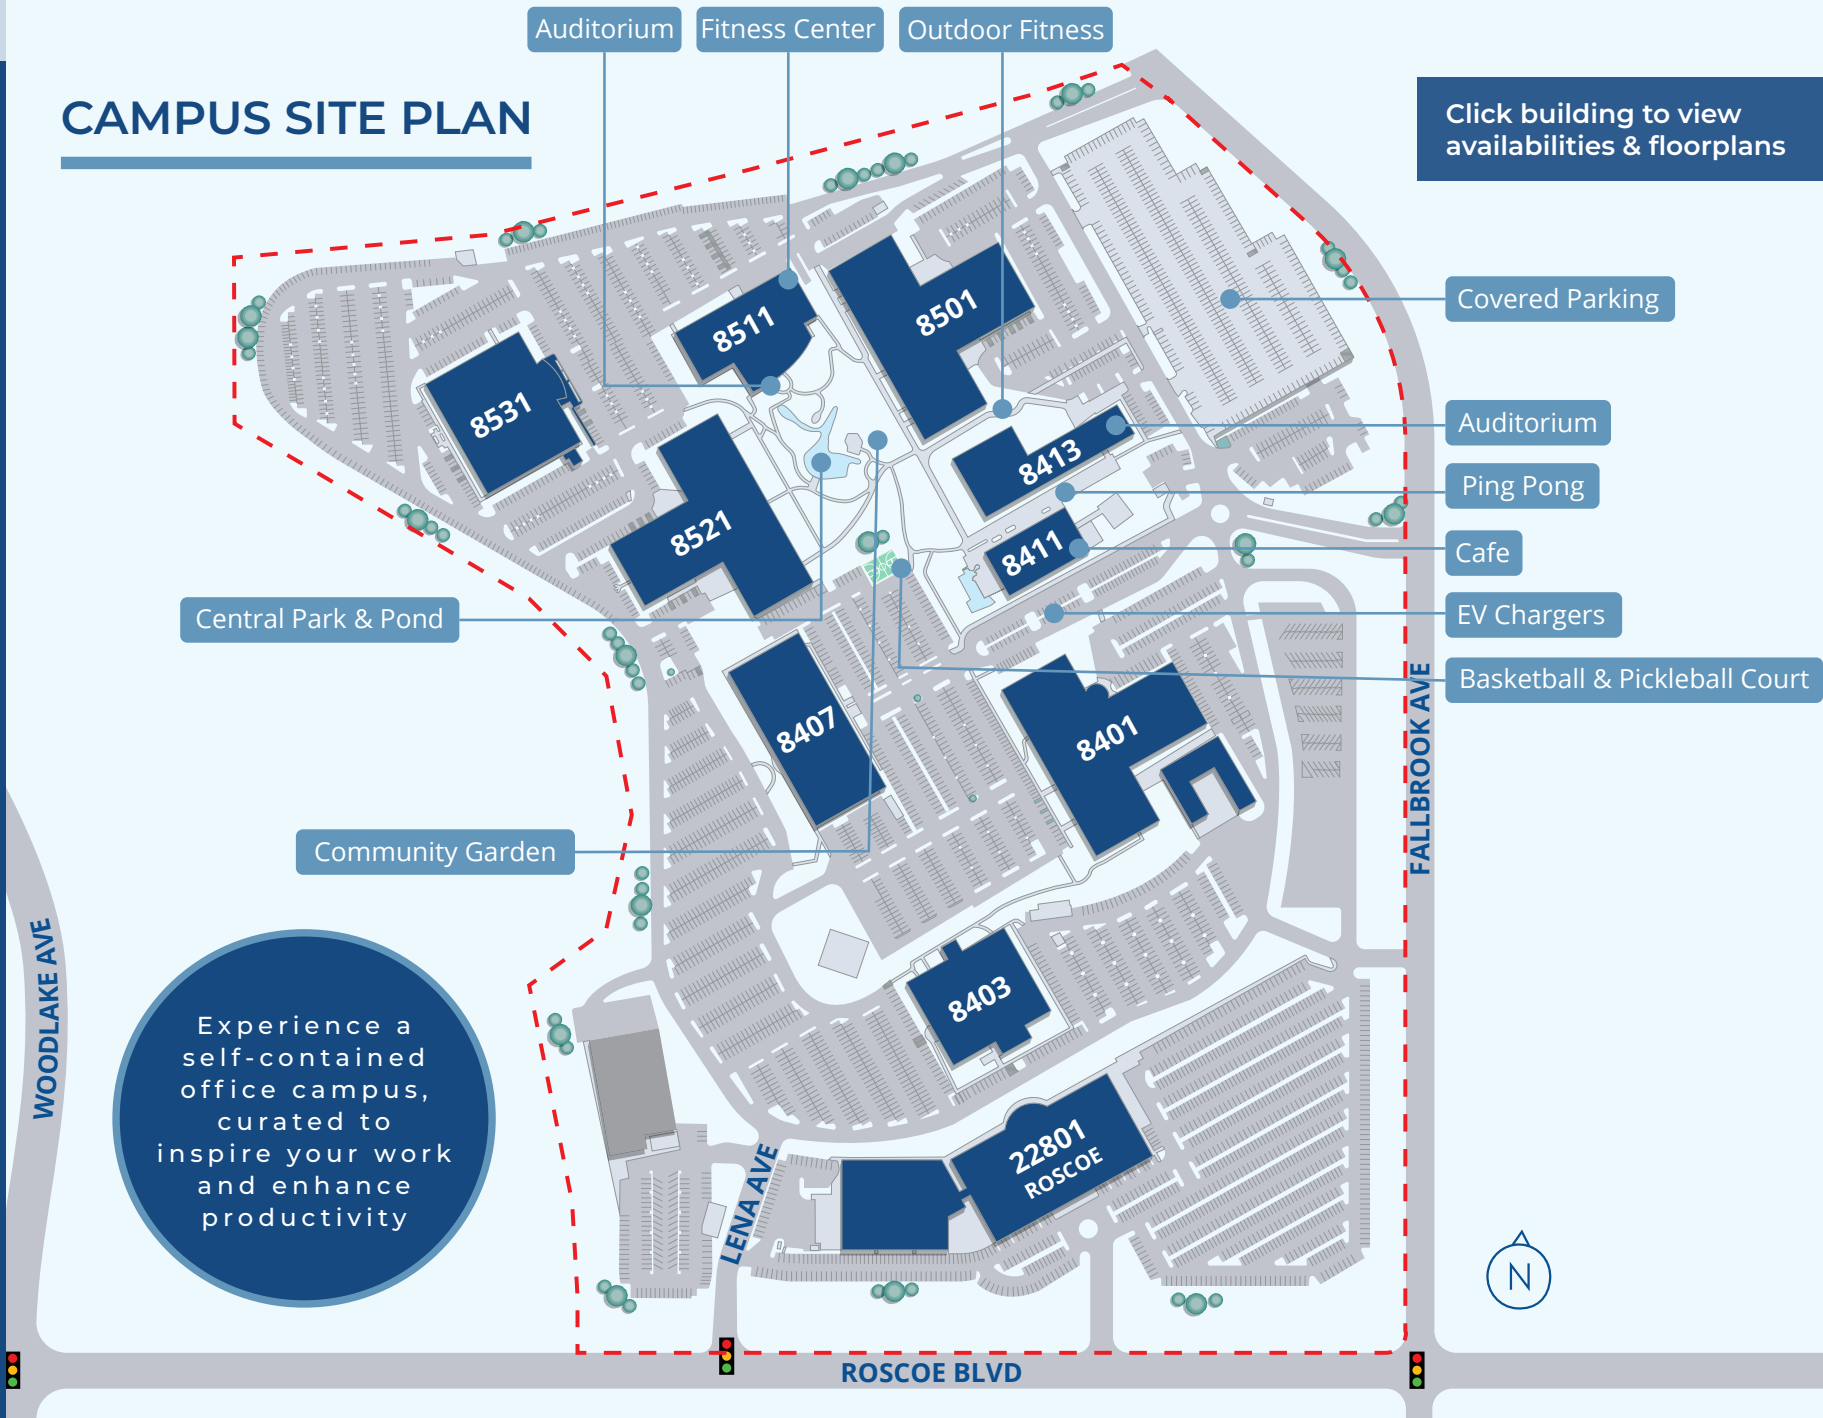 Auditorium
Fitness Center
Outdoor Fitness
CAMPUS SITE PLAN
Click building to view
availabilities & floorplans
8511
8501
Covered Parking
8531
Auditorium
8413
Ping Pong
8521
8411
Cafe
Central Park & Pond
EV Chargers
Basketball & Pickleball Court
8407
8401
FALLBROOK AVE
Community Garden
WOODLAKE AVE
8403
Experience a
self-contained
office campus,
curated to
inspire your work
and enhance
productivity
22801
ROSCOE
LENA AVE
N
ROSCOE BLVD